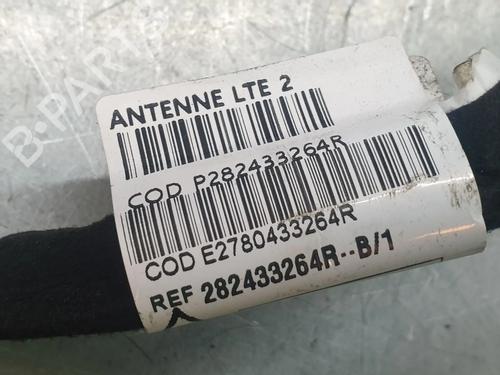 ANTENNE LTE 2
COD P282433264R
COD E2780433264R
REF 282433264R--B/1
B-PARTS